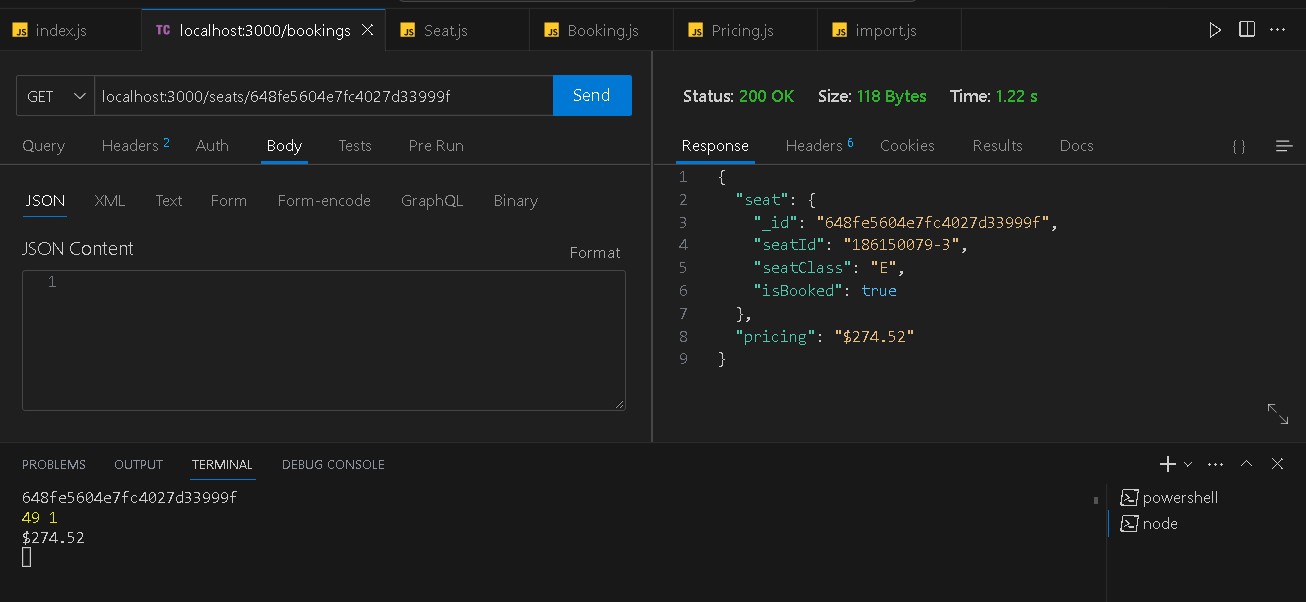 JS index.js TC localhost:3000/bookings JS Seat.js JS Booking.js JS Pricing.js JS import.js
GET localhost:3000/seats/648fe5604e7fc4027d33999f Send
Query Headers 2 Auth Body Tests Pre Run
JSON XML Text Form Form-encode GraphQL Binary
JSON Content Format
1
Status: 200 OK Size: 118 Bytes Time: 1.22 s
Response Headers 6 Cookies Results Docs { }
1 {
2 "seat": {
3 "_id": "648fe5604e7fc4027d33999f",
4 "seatId": "186150079-3",
5 "seatClass": "E",
6 "isBooked": true
7 },
8 "pricing": "$274.52"
9 }
PROBLEMS OUTPUT TERMINAL DEBUG CONSOLE
648fe5604e7fc4027d33999f
49 1
$274.52
powershell
node